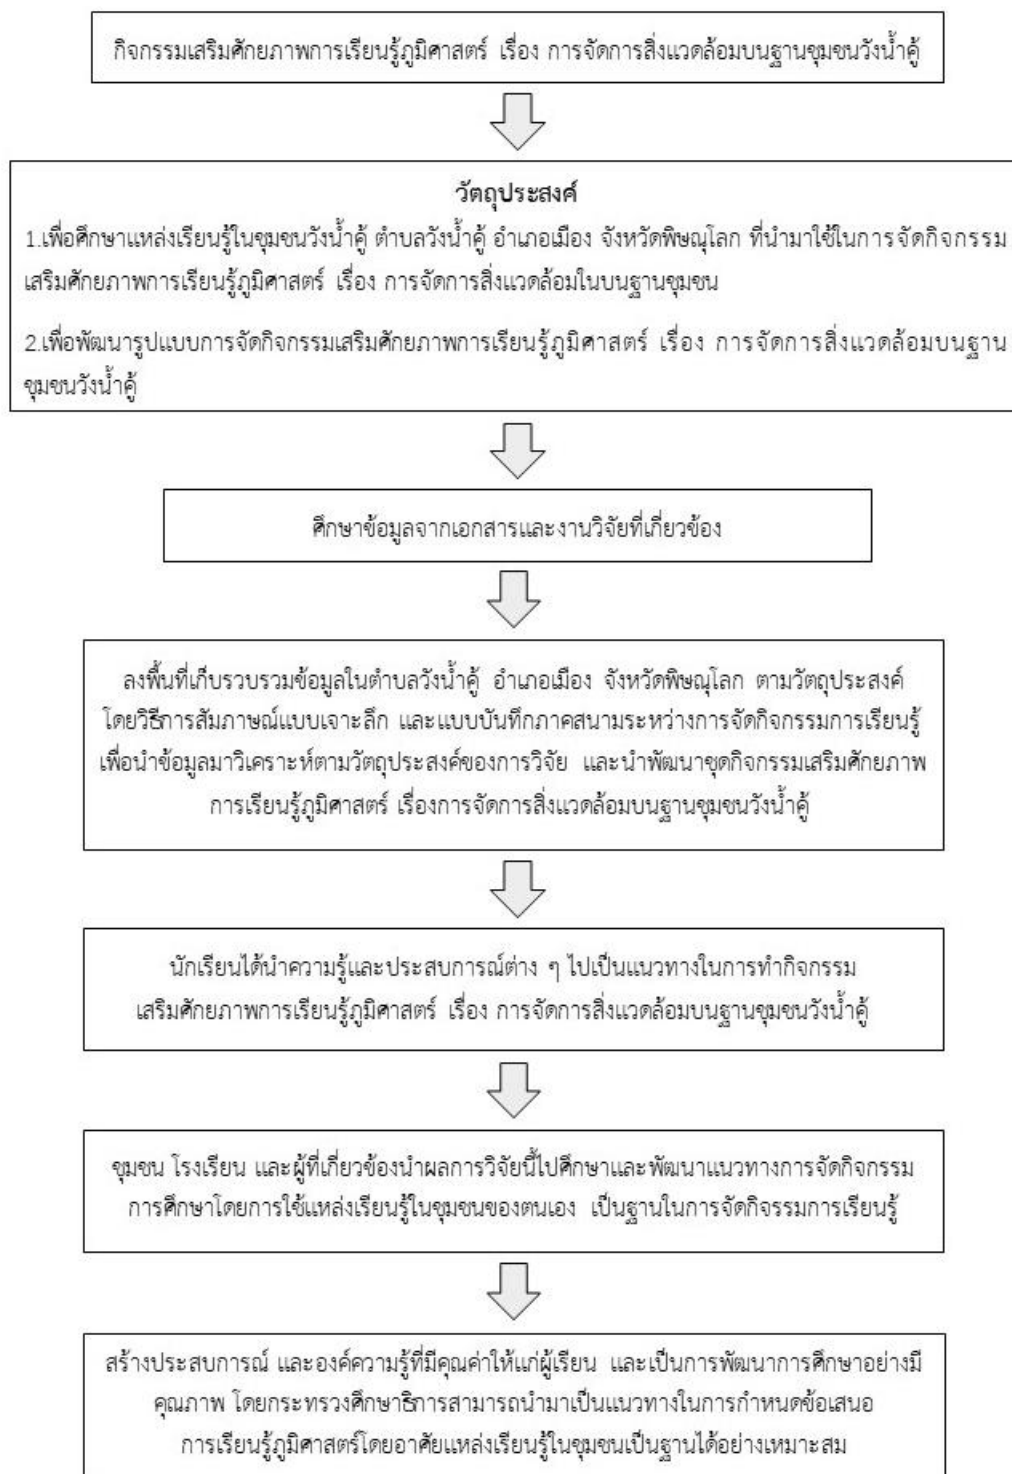 กิจกรรมเสริมศักยภาพการเรียนรู้ภูมิศาสตร์ เรื่อง การจัดการสิ่งแวดล้อมบนฐานชุมชนวังน้ำคู้
วัตถุประสงค์
1.เพื่อศึกษาแหล่งเรียนรู้ในชุมชนวังน้ำคู้ ตำบลวังน้ำคู้ อำเภอเมือง จังหวัดพิษณุโลก ที่นำมาใช้ในการจัดกิจกรรม
เสริมศักยภาพการเรียนรู้ภูมิศาสตร์ เรื่อง การจัดการสิ่งแวดล้อมในบนฐานชุมชน
2.เพื่อพัฒนารูปแบบการจัดกิจกรรมเสริมศักยภาพการเรียนรู้ภูมิศาสตร์ เรื่อง การจัดการสิ่งแวดล้อมบนฐาน
ชุมชนวังน้ำคู้
ศึกษาข้อมูลจากเอกสารและงานวิจัยที่เกี่ยวข้อง
ลงพื้นที่เก็บรวบรวมข้อมูลในตำบลวังน้ำคู้ อำเภอเมือง จังหวัดพิษณุโลก ตามวัตถุประสงค์
โดยวิธีการสัมภาษณ์แบบเจาะลึก และแบบบันทึกภาคสนามระหว่างการจัดกิจกรรมการเรียนรู้
เพื่อนำข้อมูลมาวิเคราะห์ตามวัตถุประสงค์ของการวิจัย และนำพัฒนาชุดกิจกรรมเสริมศักยภาพ
การเรียนรู้ภูมิศาสตร์ เรื่องการจัดการสิ่งแวดล้อมบนฐานชุมชนวังน้ำคู้
นักเรียนได้นำความรู้และประสบการณ์ต่าง ๆ ไปเป็นแนวทางในการทำกิจกรรม
เสริมศักยภาพการเรียนรู้ภูมิศาสตร์ เรื่อง การจัดการสิ่งแวดล้อมบนฐานชุมชนวังน้ำคู้
ชุมชน โรงเรียน และผู้ที่เกี่ยวข้องนำผลการวิจัยนี้ไปศึกษาและพัฒนาแนวทางการจัดกิจกรรม
การศึกษาโดยการใช้แหล่งเรียนรู้ในชุมชนของตนเอง เป็นฐานในการจัดกิจรรมการเรียนรู้
สร้างประสบการณ์ และองค์ความรู้ที่มีคุณค่าให้แก่ผู้เรียน และเป็นการพัฒนาการศึกษาอย่างมี
คุณภาพ โดยกระทรวงศึกษาธิการสามารถนำมาเป็นแนวทางในการกำหนดข้อเสนอ
การเรียนรู้ภูมิศาสตร์โดยอาศัยแหล่งเรียนรู้ในชุมชนเป็นฐานได้อย่างเหมาะสม